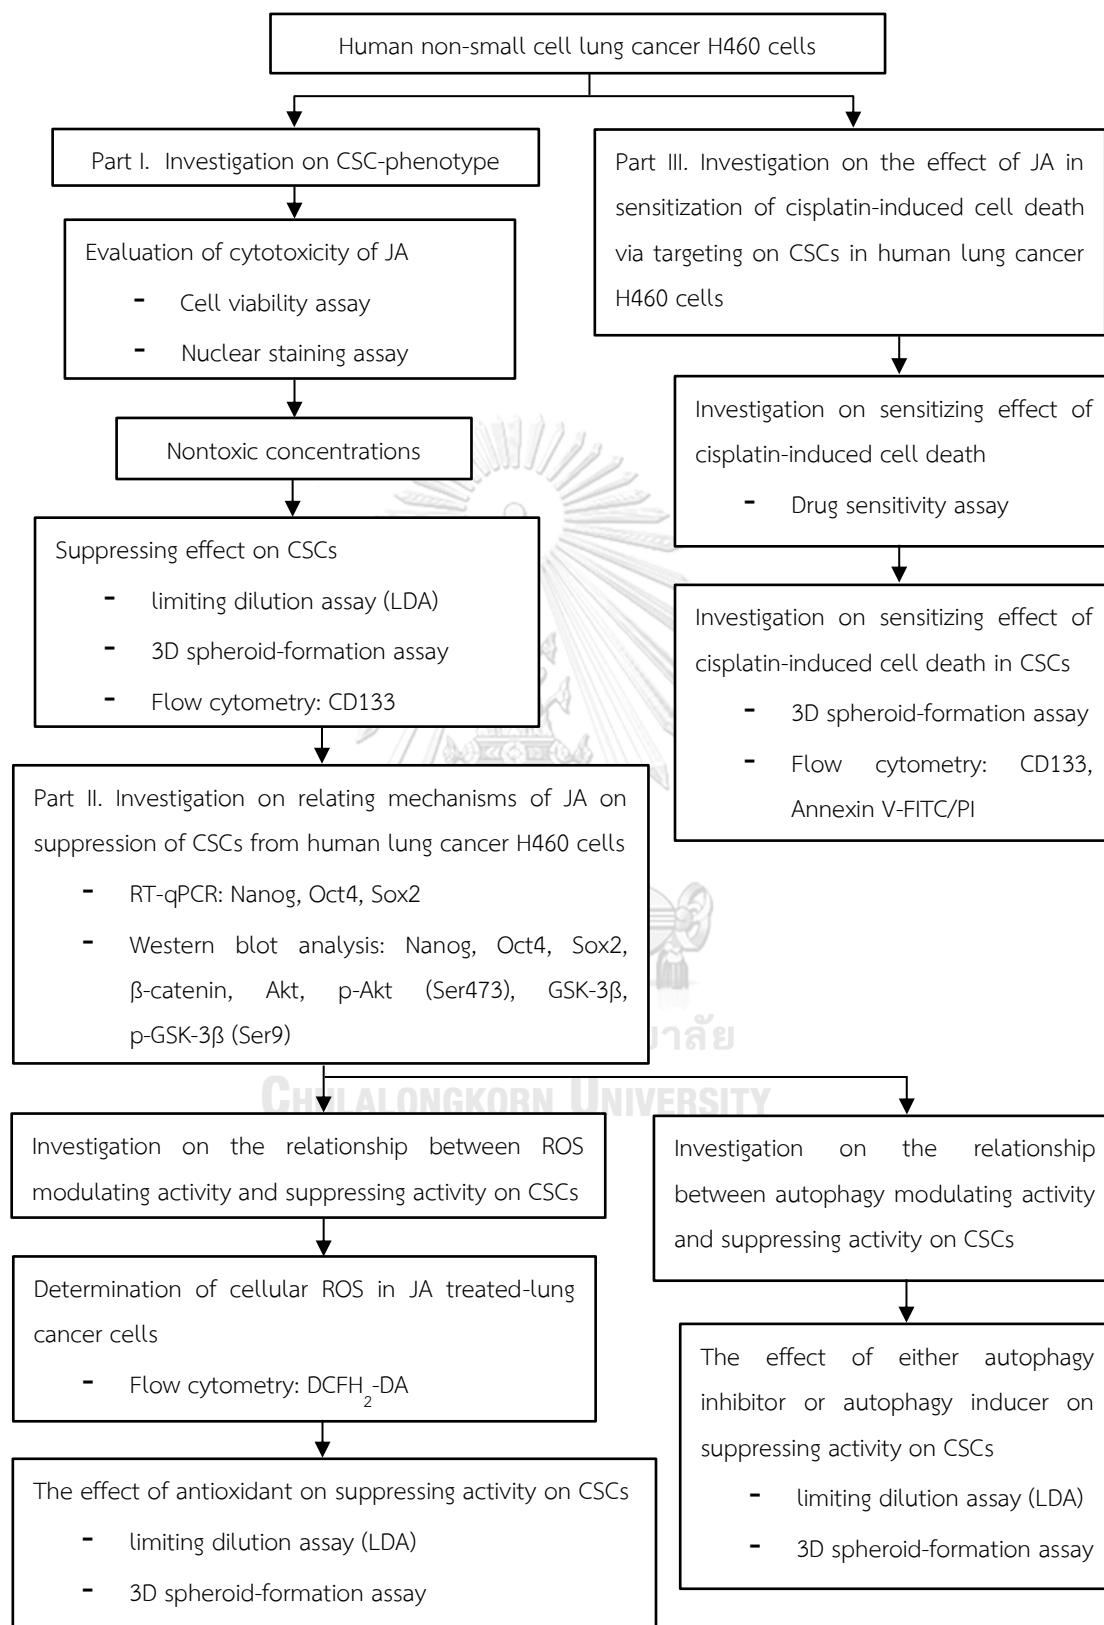 Human non-small cell lung cancer H460 cells
Part I. Investigation on CSC-phenotype
Evaluation of cytotoxicity of JA
- Cell viability assay
- Nuclear staining assay
Nontoxic concentrations
Suppressing effect on CSCs
- limiting dilution assay (LDA)
- 3D spheroid-formation assay
- Flow cytometry: CD133
Part II. Investigation on relating mechanisms of JA on
suppression of CSCs from human lung cancer H460 cells
- RT-qPCR: Nanog, Oct4, Sox2
- Western blot analysis: Nanog, Oct4, Sox2,
ß-catenin, Akt, p-Akt (Ser473), GSK-3ß,
p-GSK-3ß (Ser9)
Part III. Investigation on the effect of JA in
sensitization of cisplatin-induced cell death
via targeting on CSCs in human lung cancer
H460 cells
Investigation on sensitizing effect of
cisplatin-induced cell death
- Drug sensitivity assay
Investigation on sensitizing effect of
cisplatin-induced cell death in CSCs
- 3D spheroid-formation assay
- Flow cytometry: CD133,
Annexin V-FITC/PI
CHULALONGKORN UNIVERSITY
Investigation on the relationship between ROS
modulating activity and suppressing activity on CSCs
Determination of cellular ROS in JA treated-lung
cancer cells
- Flow cytometry: DCFH2-DA
The effect of antioxidant on suppressing activity on CSCs
- limiting dilution assay (LDA)
- 3D spheroid-formation assay
Investigation on the relationship
between autophagy modulating activity
and suppressing activity on CSCs
The effect of either autophagy
inhibitor or autophagy inducer on
suppressing activity on CSCs
- limiting dilution assay (LDA)
- 3D spheroid-formation assay